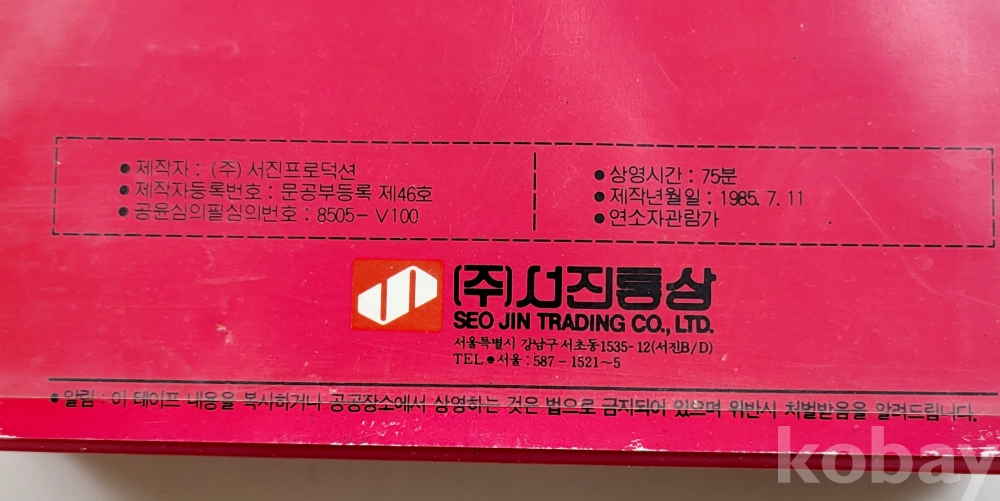 ● 제작자 : (주) 서진프로덕션
● 제작자등록번호 : 문공부등록 제46호
● 공윤심의필심의번호 : 8505-V100
● 상영시간 : 75분
● 제작년월일 : 1985. 7. 11
● 연소자관람가
(주)서진통상
SEO JIN TRADING CO., LTD.
서울특별시 강남구 서초동1535-12(서진B/D)
TEL ● 서울 : 587-1521~5
● 알림 : 이 테이프 내용을 복사하거나 공공장소에서 상영하는 것은 법으로 금지되어 있으며 위반시 처벌받음을 알려드립니다.
kobay